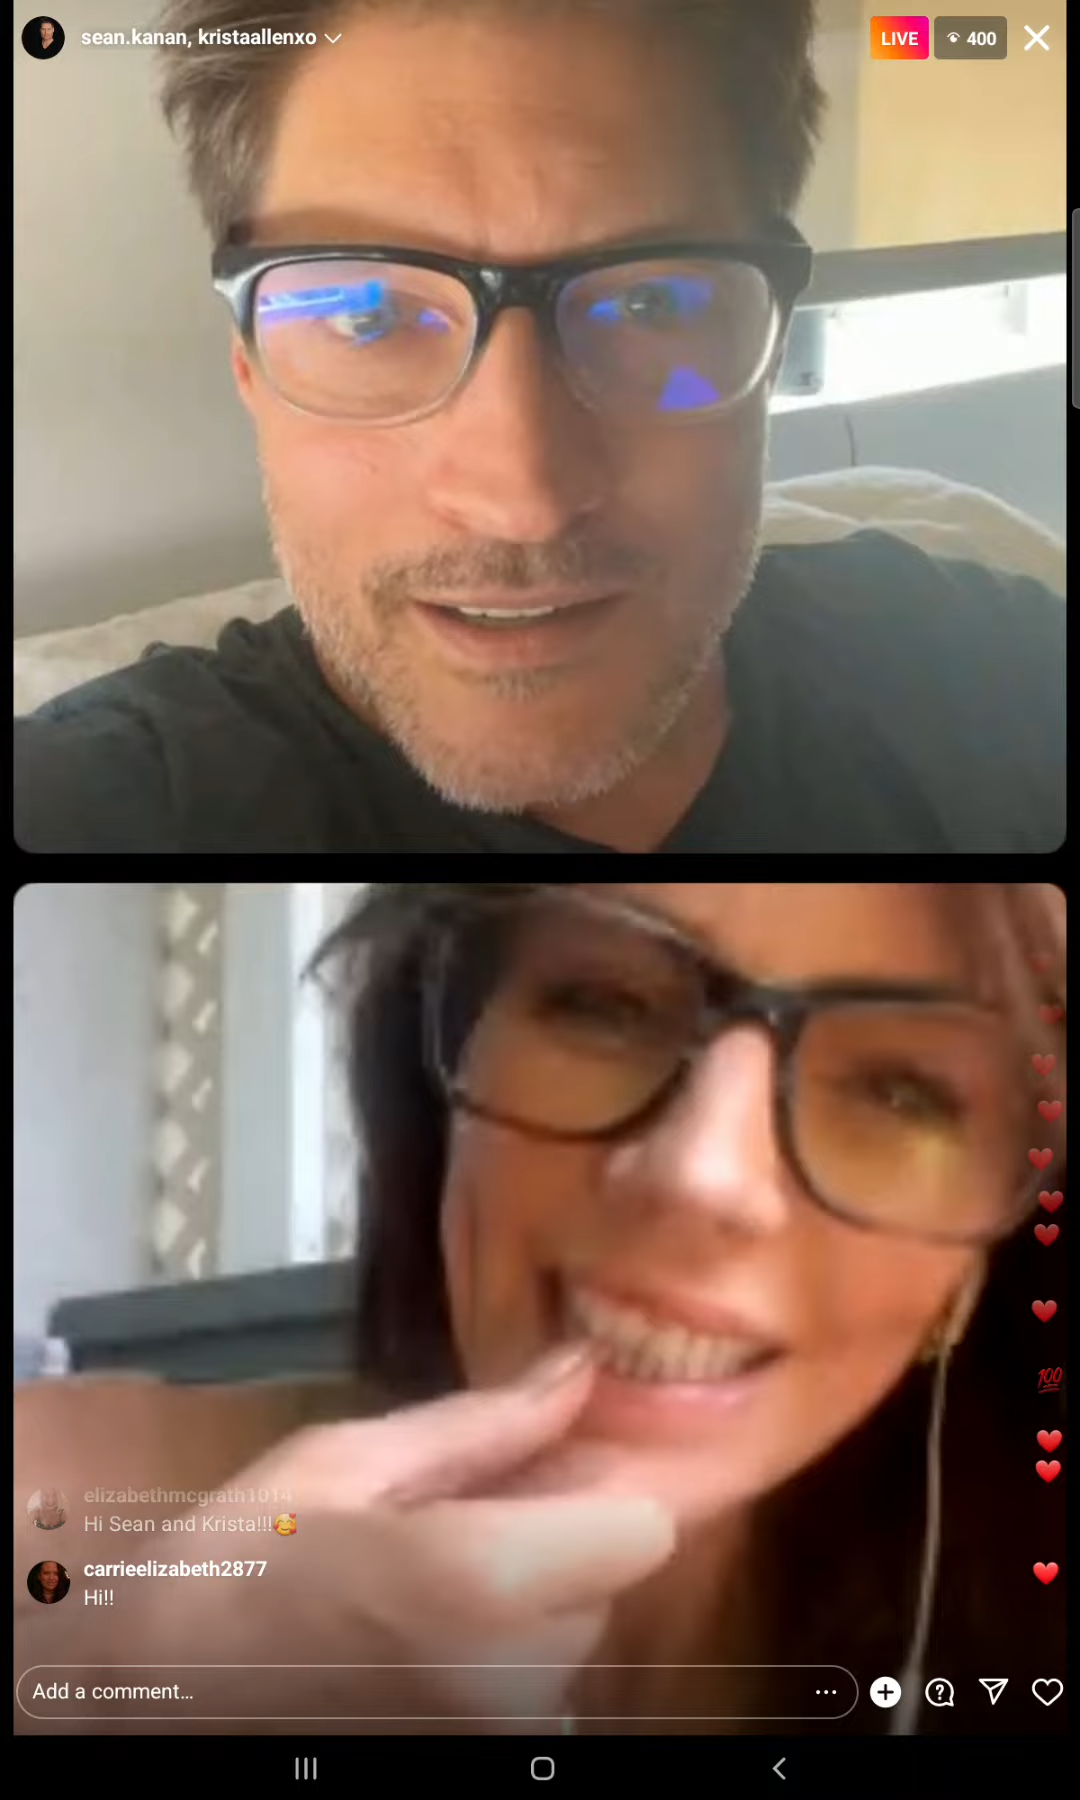 sean.kanan, kristaallenxo
LIVE
400
elizabethmcgrath1014
Hi Sean and Krista!!!🥰
carrieelizabeth2877
Hi!!
💯
Add a comment...